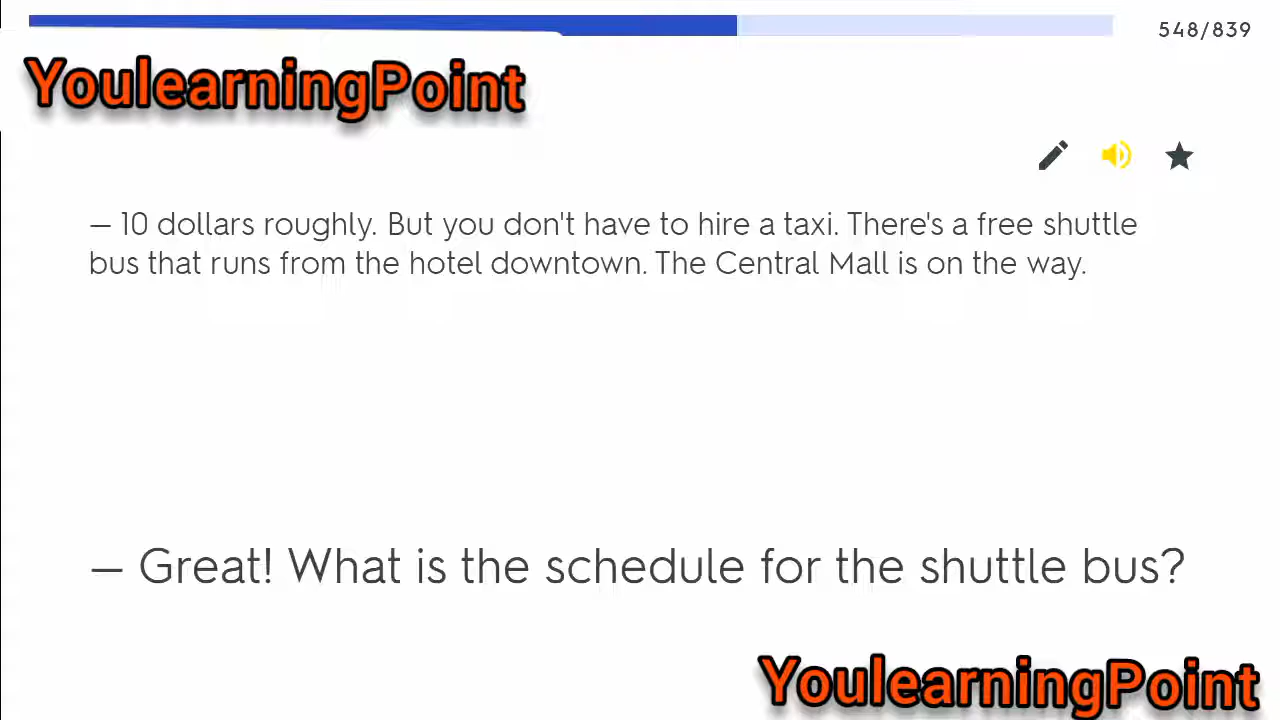 548/839
YoulearningPoint
– 10 dollars roughly. But you don't have to hire a taxi. There's a free shuttle
bus that runs from the hotel downtown. The Central Mall is on the way.
– Great! What is the schedule for the shuttle bus?
YoulearningPoint